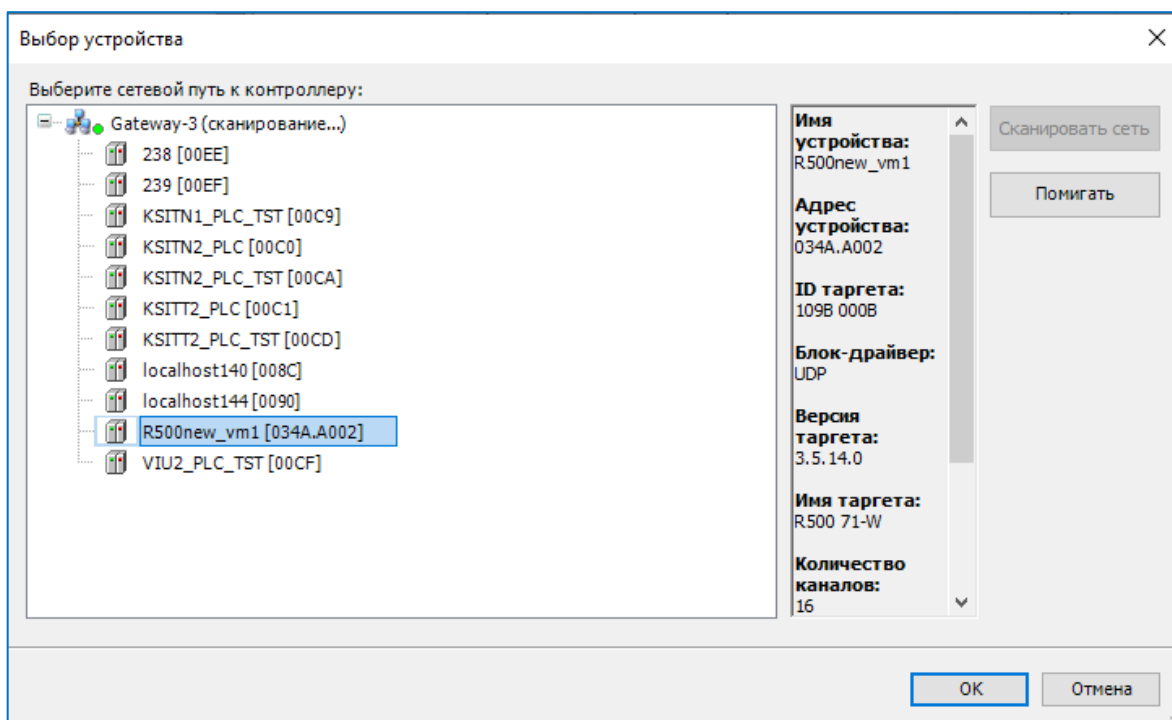 Выбор устройства
Выберите сетевой путь к контроллеру:
Gateway-3 (сканирование...)
238 [00EE]
239 [00EF]
KSITN1_PLC_TST [00C9]
KSITN2_PLC [00C0]
KSITN2_PLC_TST [00CA]
KSITT2_PLC [00C1]
KSITT2_PLC_TST [00CD]
localhost140 [008C]
localhost144 [0090]
R500new_vm1 [034A.A002]
VIU2_PLC_TST [00CF]
Имя
устройства:
R500new_vm1
Адрес
устройства:
034A.A002
ID таргета:
109B 000B
Блок-драйвер:
UDP
Версия
таргета:
3.5.14.0
Имя таргета:
R500 71-W
Количество
каналов:
16
Сканировать сеть
Помигать
OK
Отмена